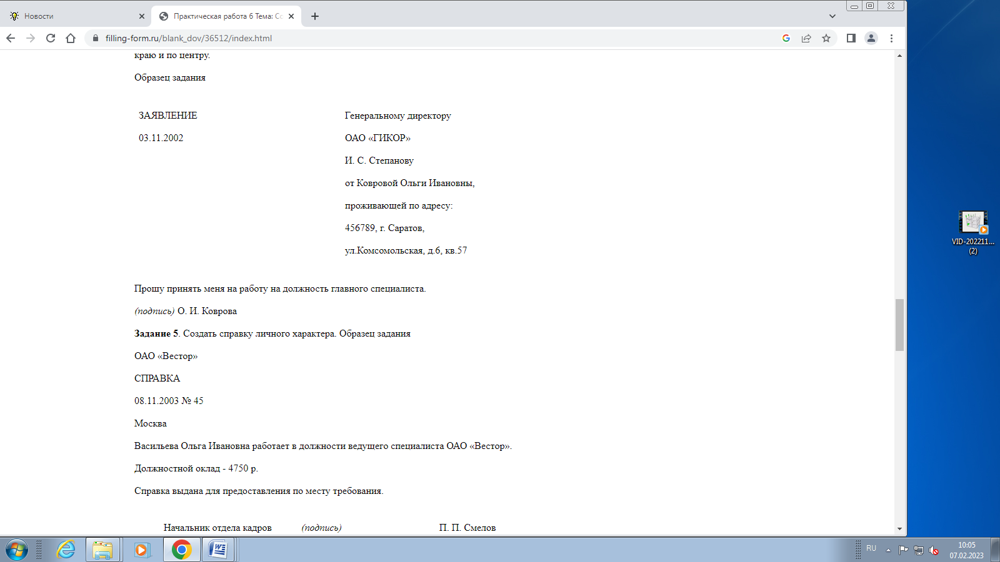 Новости
Практическая работа 6 Тема: Со
filling-form.ru/blank_dov/36512/index.html
краю и по центру.
Образец задания
ЗАЯВЛЕНИЕ
03.11.2002
Генеральному директору
ОАО «ГИКОР»
И. С. Степанову
от Ковровой Ольги Ивановны,
проживающей по адресу:
456789, г. Саратов,
ул.Комсомольская, д.6, кв.57
Прошу принять меня на работу на должность главного специалиста.
(подпись) О. И. Коврова
Задание 5. Создать справку личного характера. Образец задания
ОАО «Вестор»
СПРАВКА
08.11.2003 № 45
Москва
Васильева Ольга Ивановна работает в должности ведущего специалиста ОАО «Вестор».
Должностной оклад - 4750 р.
Справка выдана для предоставления по месту требования.
Начальник отдела кадров (подпись) П. П. Смелов
VID-202211...
(2)
RU
10:05
07.02.2023